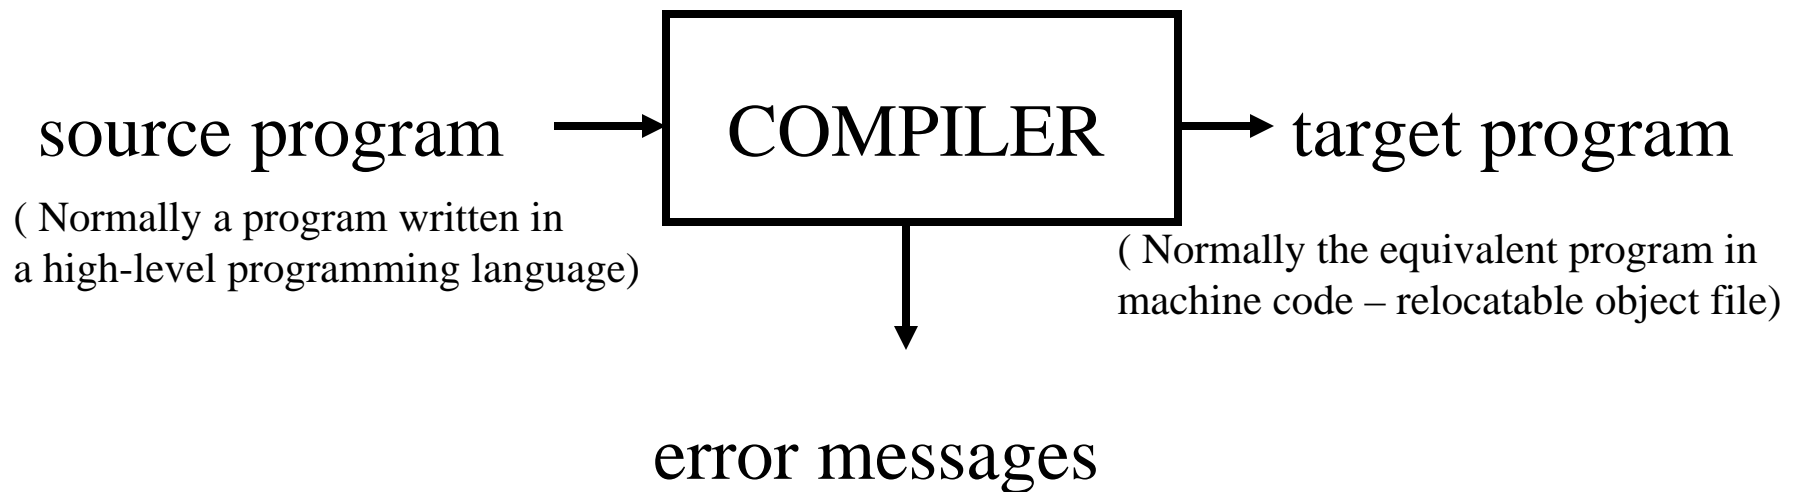 source program
( Normally a program written in
a high-level programming language)
COMPILER
target program
( Normally the equivalent program in
machine code – relocatable object file)
error messages